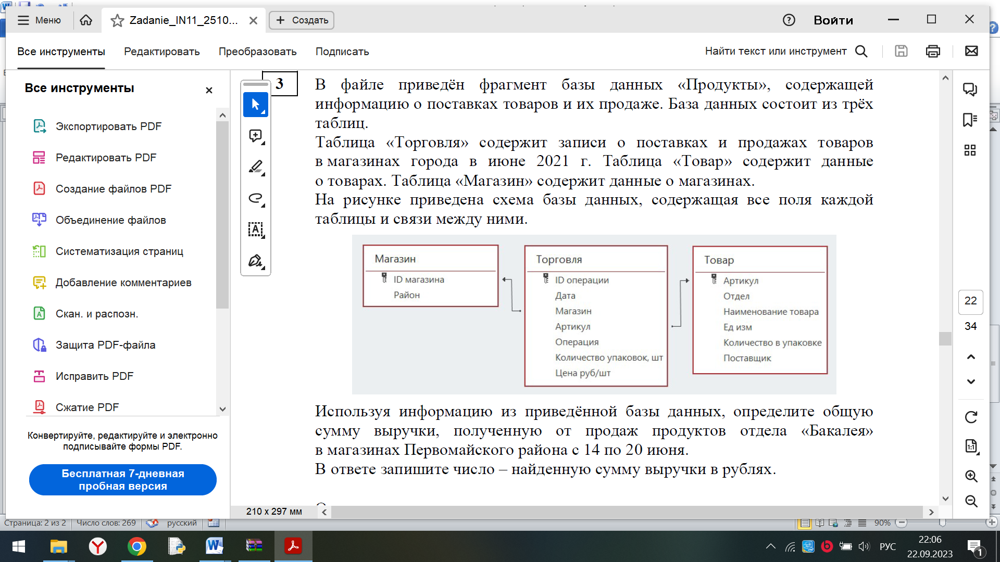 Меню
Zadanie_IN11_2510...
Создать
Войти
Все инструменты
Редактировать
Преобразовать
Подписать
Найти текст или инструмент
Все инструменты
Экспортировать PDF
Редактировать PDF
Создание файлов PDF
Объединение файлов
Систематизация страниц
Добавление комментариев
Скан. и распозн.
Защита PDF-файла
Исправить PDF
Сжатие PDF
Конвертируйте, редактируйте и электронно
подписывайте формы PDF.
Бесплатная 7-дневная
пробная версия
3
В файле приведён фрагмент базы данных «Продукты», содержащей
информацию о поставках товаров и их продаже. База данных состоит из трёх
таблиц.
Таблица «Торговля» содержит записи о поставках и продажах товаров
в магазинах города в июне 2021 г. Таблица «Товар» содержит данные
о товарах. Таблица «Магазин» содержит данные о магазинах.
На рисунке приведена схема базы данных, содержащая все поля каждой
таблицы и связи между ними.
Магазин
ID магазина
Район
Торговля
ID операции
Дата
Магазин
Артикул
Операция
Количество упаковок, шт
Цена руб/шт
Товар
Артикул
Отдел
Наименование товара
Ед изм
Количество в упаковке
Поставщик
Используя информацию из приведённой базы данных, определите общую
сумму выручки, полученную от продаж продуктов отдела «Бакалея»
в магазинах Первомайского района с 14 по 20 июня.
В ответе запишите число – найденную сумму выручки в рублях.
210 x 297 мм
22
34
1:1
Страница: 2 из 2
Число слов: 269
русский
90%
РУС
22:06
22.09.2023
1